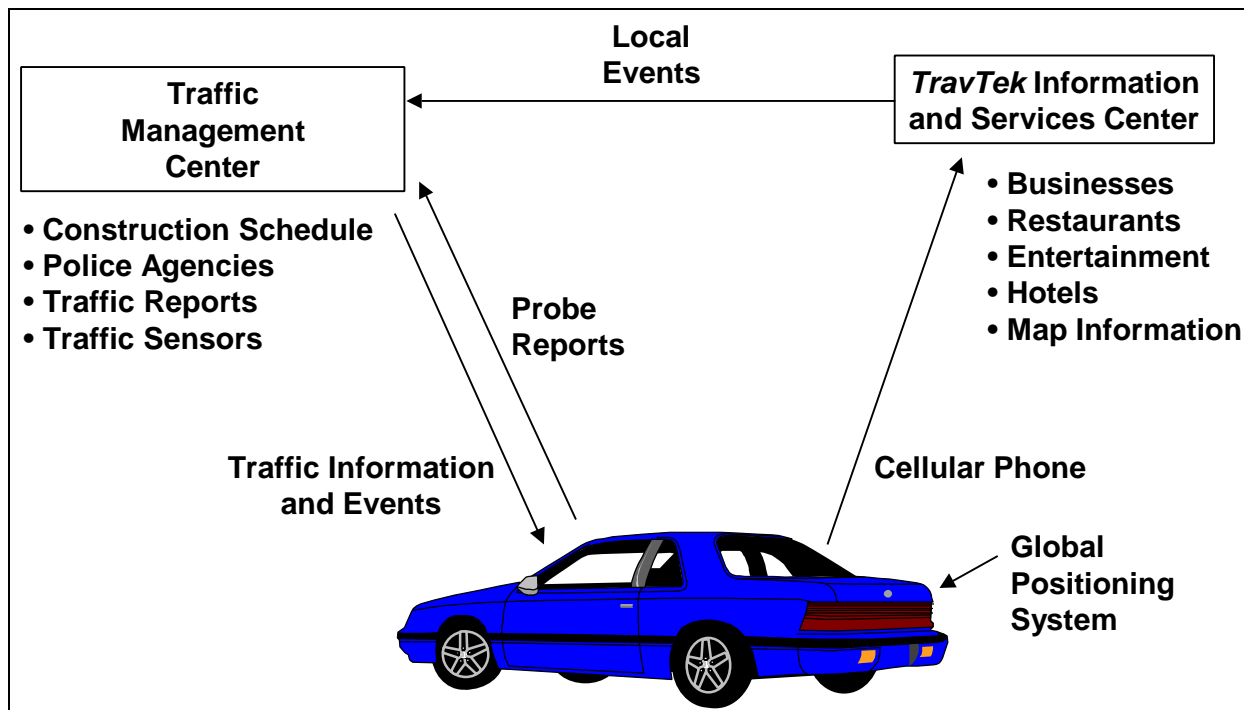 Local
Events
Traffic
Management
Center
TravTek Information
and Services Center
• Construction Schedule
• Police Agencies
• Traffic Reports
• Traffic Sensors
• Businesses
• Restaurants
• Entertainment
• Hotels
• Map Information
Probe
Reports
Traffic Information
and Events
Cellular Phone
Global
Positioning
System